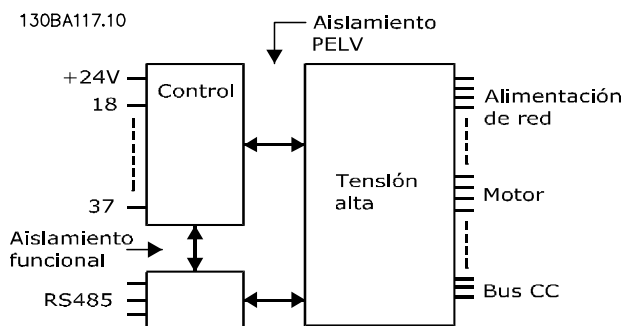 130BA117.10
Aislamiento
PELV
+24V
18
Control
37
Tensión
alta
Alimentación
de red
Motor
Bus CC
Aislamiento
funcional
RS485